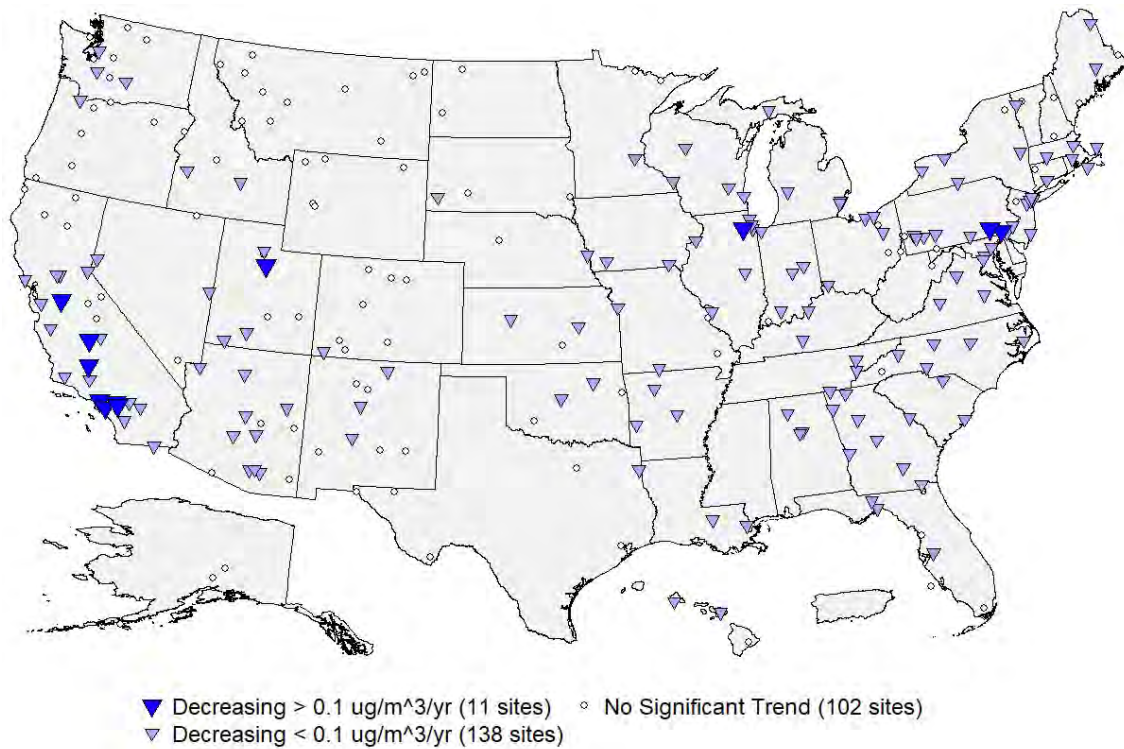 Decreasing > 0.1 ug/m^3/yr (11 sites) No Significant Trend (102 sites)
Decreasing < 0.1 ug/m^3/yr (138 sites)